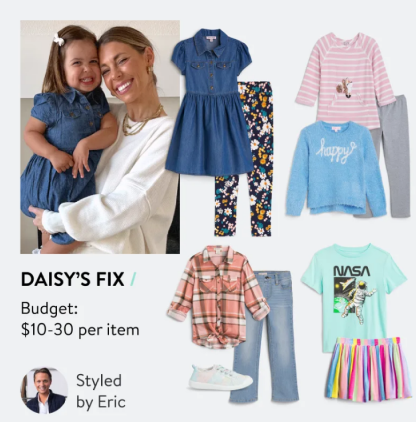 happy
NASA
DAISY'S FIX /
Budget:
$10-30 per item
Styled
by Eric